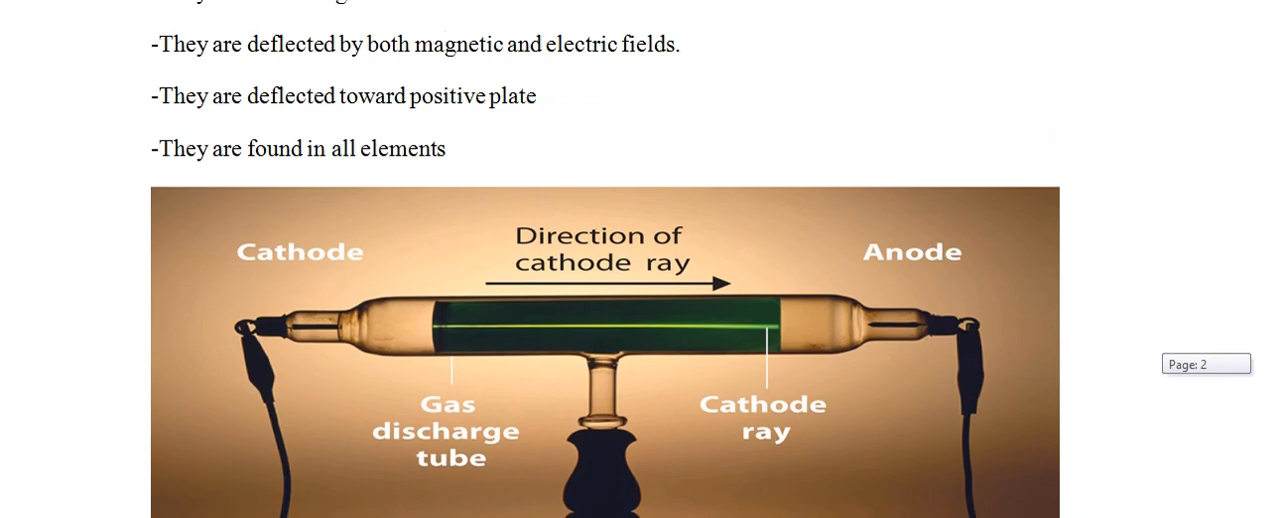 -They are deflected by both magnetic and electric fields.
-They are deflected toward positive plate
-They are found in all elements
Direction of
cathode ray
Cathode
Anode
Gas
discharge
tube
Cathode
ray
Page: 2